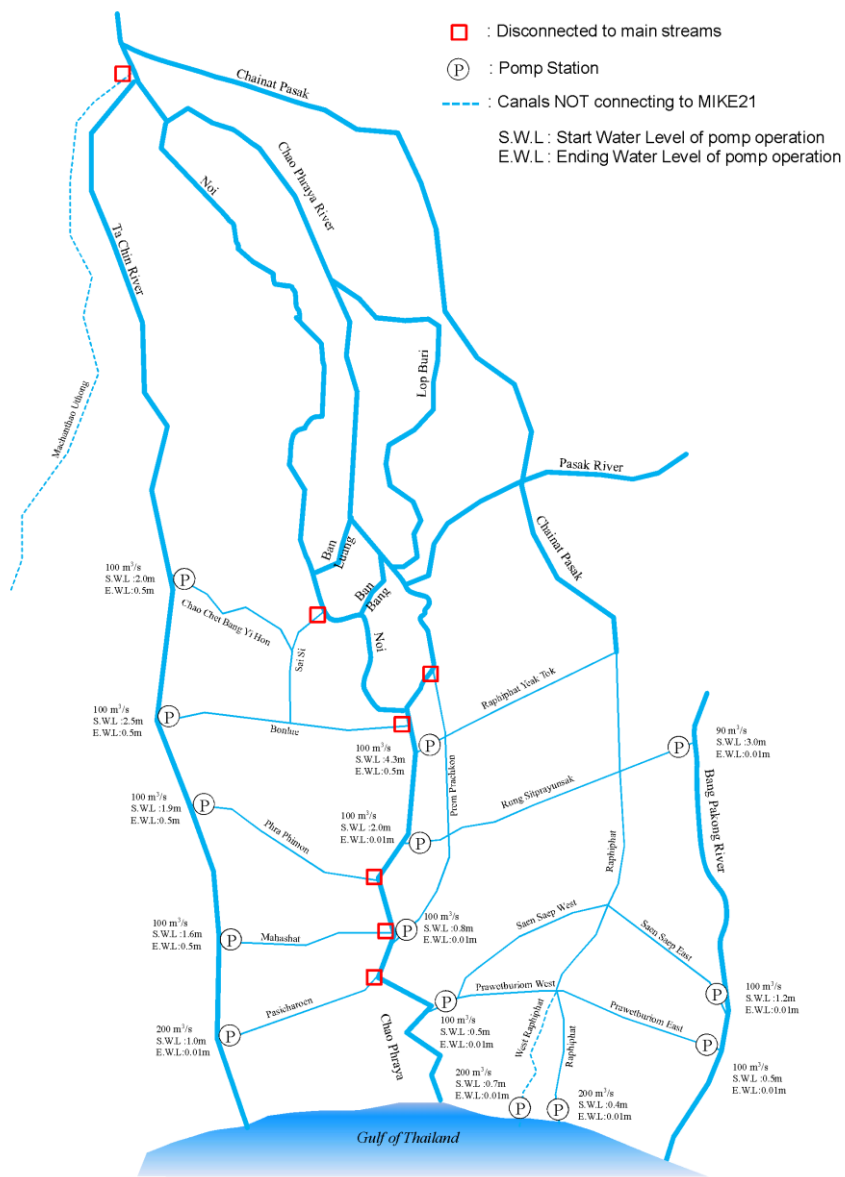 : Disconnected to main streams
P : Pomp Station
: Canals NOT connecting to MIKE21
S.W.L : Start Water Level of pomp operation
E.W.L : Ending Water Level of pomp operation
Chainat Pasak
Noi
Chao Phraya River
Ta Chin River
Lop Buri
Machanthao Uthong
Pasak River
Chainat Pasak
Ban
Luang
Ban
Bang
Noi
100 m³/s
S.W.L :2.0m
E.W.L:0.5m
P
Chao Chet Bang Yi Hon
Sai Si
100 m³/s
S.W.L :2.5m
E.W.L:0.5m
P
Bonlue
Raphiphat Yeak Tok
100 m³/s
S.W.L :4.3m
E.W.L:0.5m
P
Prem Prachkon
90 m³/s
S.W.L :3.0m
E.W.L:0.01m
P
Rung Sitprayunsak
Bang Pakong River
100 m³/s
S.W.L :1.9m
E.W.L:0.5m
P
Phra Phimon
100 m³/s
S.W.L :2.0m
E.W.L:0.01m
P
Raphiphat
100 m³/s
S.W.L :1.6m
E.W.L:0.5m
P
Mahashat
100 m³/s
S.W.L :0.8m
E.W.L:0.01m
P
Saen Saep West
Saen Saep East
Pasicharoen
200 m³/s
S.W.L :1.0m
E.W.L:0.01m
P
Prawetburiom West
P
100 m³/s
S.W.L :0.5m
E.W.L:0.01m
P
100 m³/s
S.W.L :1.2m
E.W.L:0.01m
Prawetburiom East
P
100 m³/s
S.W.L :0.5m
E.W.L:0.01m
Chao Phraya
West Raphiphat
Raphiphat
200 m³/s
S.W.L :0.7m
E.W.L:0.01m
P
P
200 m³/s
S.W.L :0.4m
E.W.L:0.01m
Gulf of Thailand